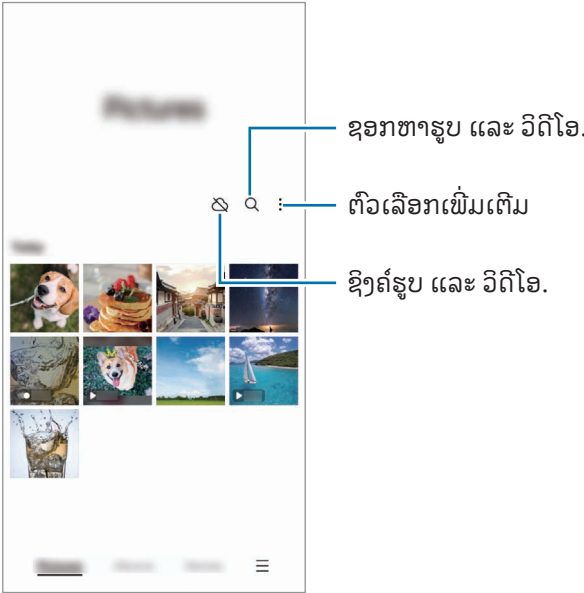 Pictures
ຊອກຫາຮູບ ແລະ ວິດີໂອ.
ຕົວເລືອກເພີ່ມເຕີມ
ຊິງຄ໌ຮູບ ແລະ ວິດີໂອ.
Today